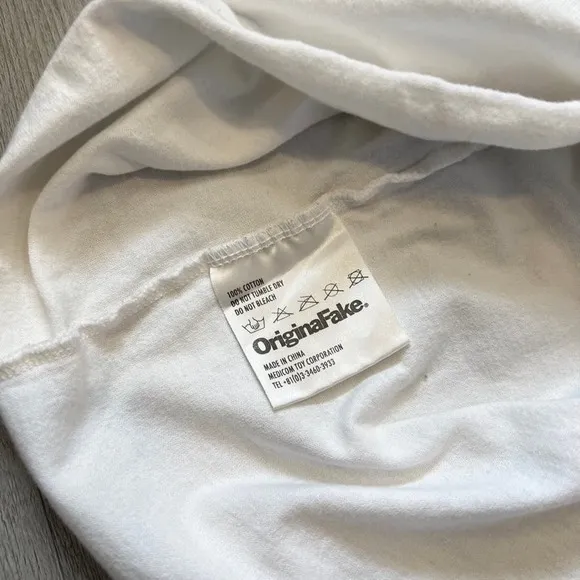 100% COTTON
DO NOT TUMBLE DRY
DO NOT BLEACH
OriginalFake®
MADE IN CHINA
MEDICOM TOY CORPORATION
TEL +81(0)3-3460-3933